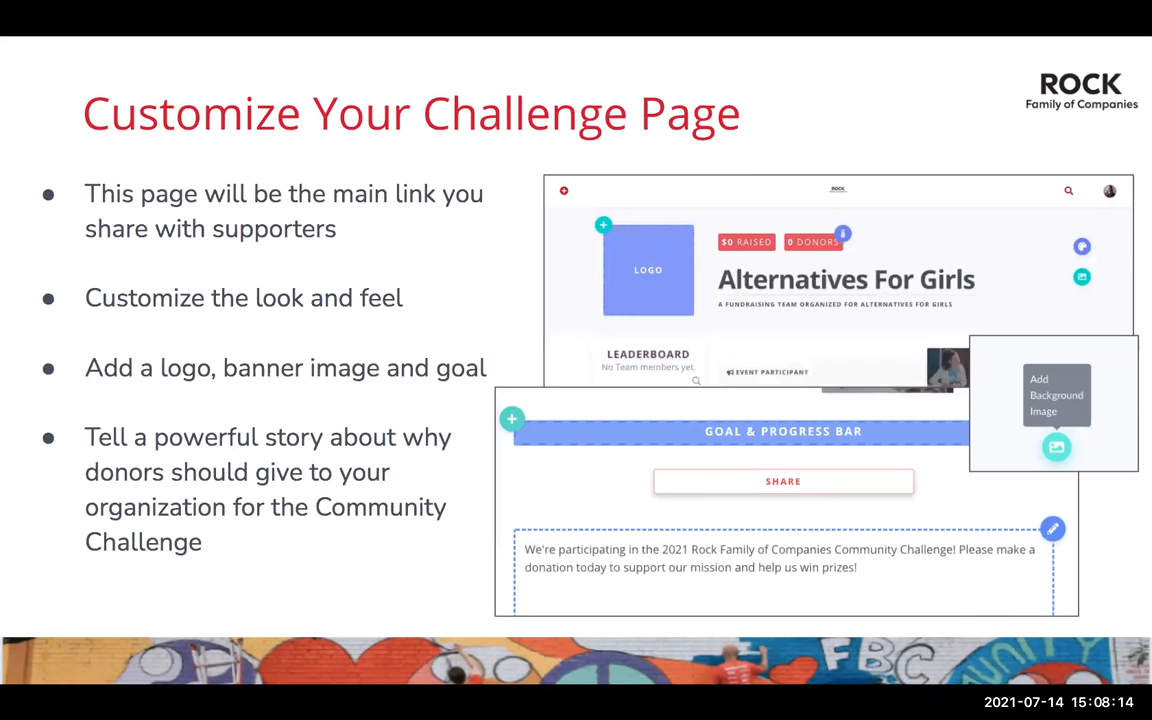 ROCK
Family of Companies
Customize Your Challenge Page
● This page will be the main link you
share with supporters
● Customize the look and feel
● Add a logo, banner image and goal
● Tell a powerful story about why
donors should give to your
organization for the Community
Challenge
ROCK
LOGO
$0 RAISED
0 DONORS
Alternatives For Girls
A FUNDRAISING TEAM ORGANIZED FOR ALTERNATIVES FOR GIRLS
LEADERBOARD
No Team members yet.
EVENT PARTICIPANT
Add
Background
Image
GOAL & PROGRESS BAR
SHARE
We're participating in the 2021 Rock Family of Companies Community Challenge! Please make a
donation today to support our mission and help us win prizes!
FBC
UNITY
2021-07-14 15:08:14